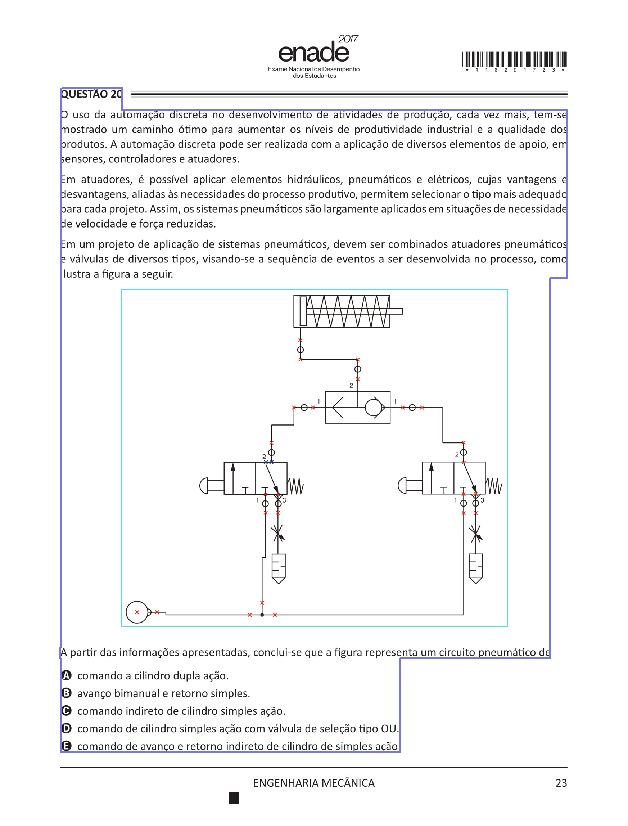 2017
enade
Exame Nacional de Desempenho
dos Estudantes
*R1620172 3*
QUESTÃO 20
O uso da automação discreta no desenvolvimento de atividades de produção, cada vez mais, tem-se
mostrado um caminho ótimo para aumentar os níveis de produtividade industrial e a qualidade dos
produtos. A automação discreta pode ser realizada com a aplicação de diversos elementos de apoio, em
sensores, controladores e atuadores.
Em atuadores, é possível aplicar elementos hidráulicos, pneumáticos e elétricos, cujas vantagens e
desvantagens, aliadas às necessidades do processo produtivo, permitem selecionar o tipo mais adequado
para cada projeto. Assim, os sistemas pneumáticos são largamente aplicados em situações de necessidade
de velocidade e força reduzidas.
Em um projeto de aplicação de sistemas pneumáticos, devem ser combinados atuadores pneumáticos
e válvulas de diversos tipos, visando-se a sequência de eventos a ser desenvolvida no processo, como
ilustra a figura a seguir.
2
1 1
2 2
1 3 1 3
A partir das informações apresentadas, conclui-se que a figura representa um circuito pneumático de
A comando a cilindro dupla ação.
B avanço bimanual e retorno simples.
C comando indireto de cilindro simples ação.
D comando de cilindro simples ação com válvula de seleção tipo OU.
E comando de avanço e retorno indireto de cilindro de simples ação.
ENGENHARIA MECÂNICA 23